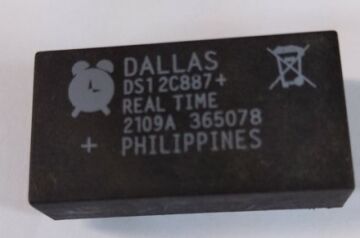 DALLAS
DS12C887+
REAL TIME
2109A 365078
+ PHILIPPINES